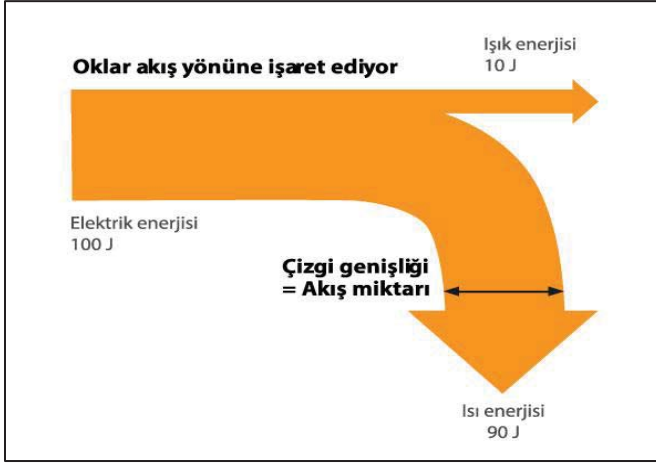 Işık enerjisi
10 J
Oklar akış yönüne işaret ediyor
Elektrik enerjisi
100 J
Çizgi genişliği
= Akış miktarı
Isı enerjisi
90 J